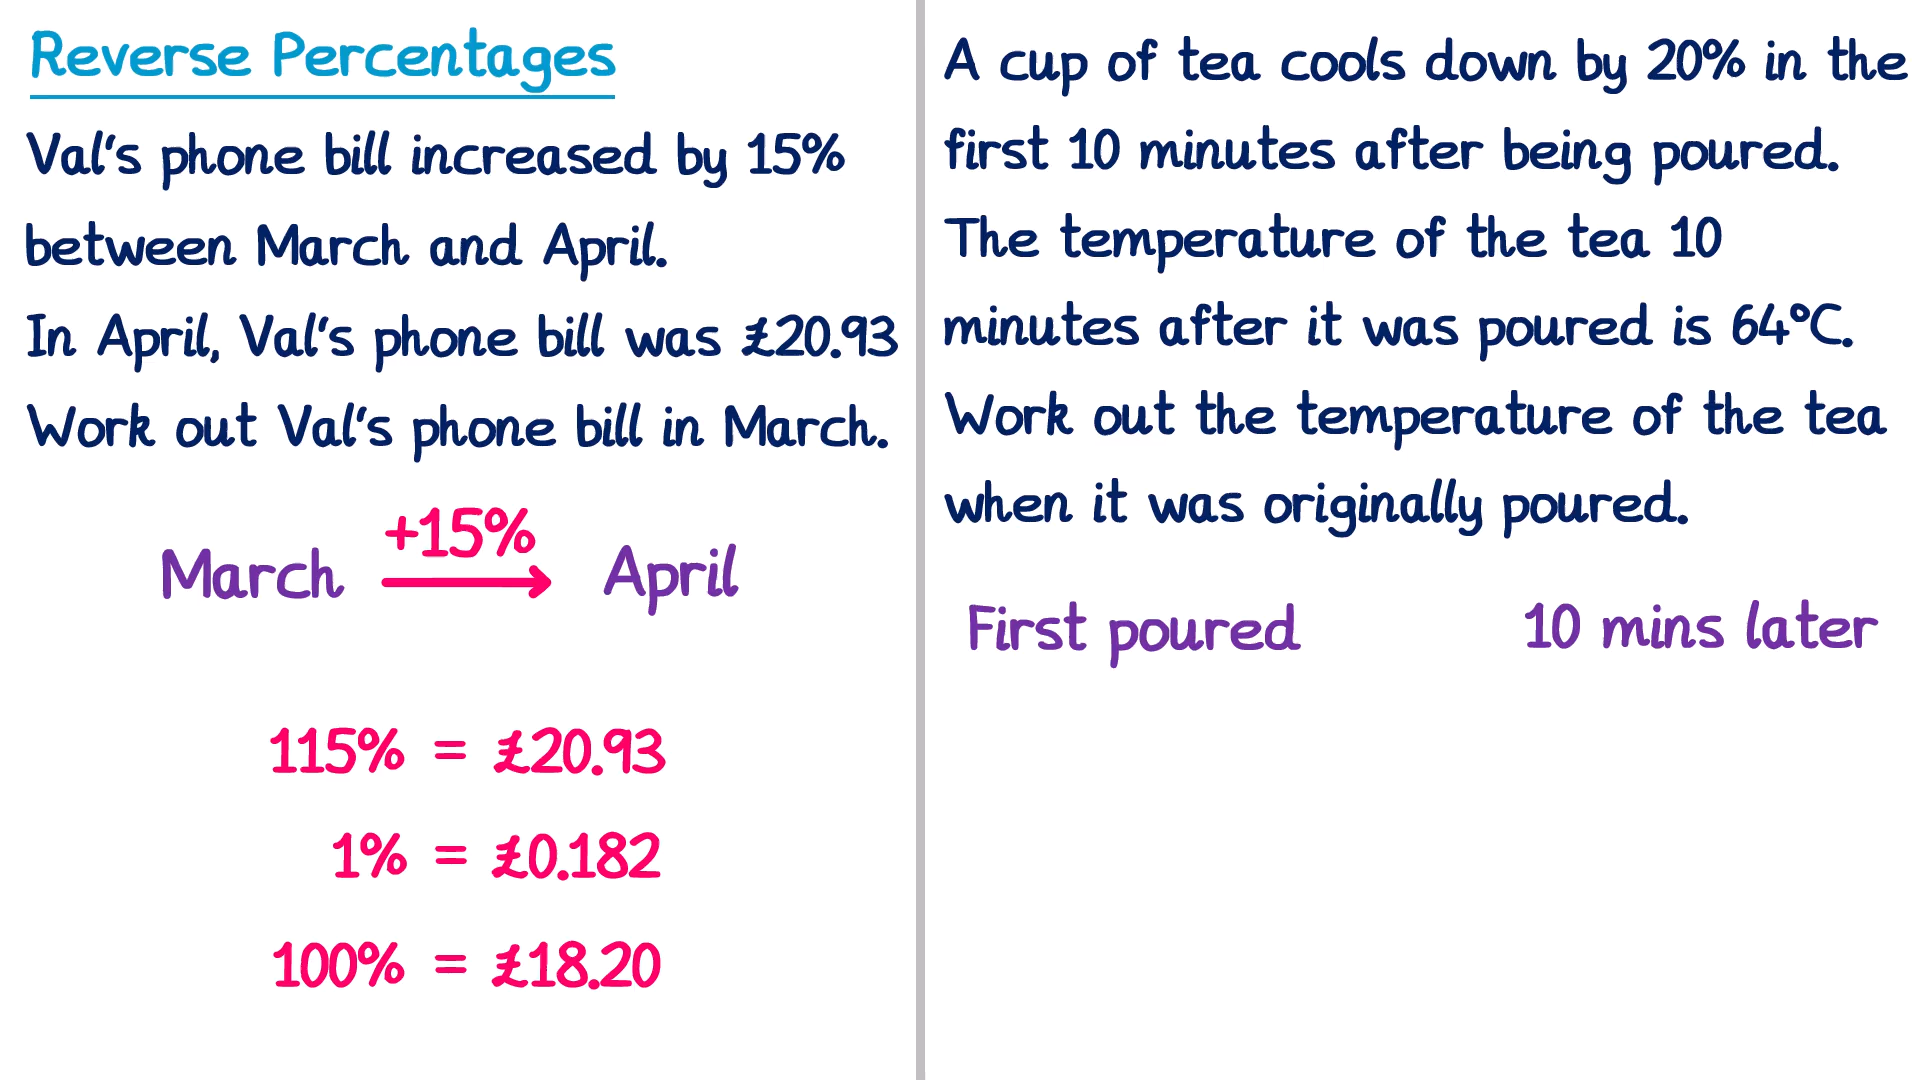 Reverse Percentages
Val's phone bill increased by 15%
between March and April.
In April, Val's phone bill was £20.93
Work out Val's phone bill in March.
March +15% April
115% = £20.93
1% = £0.182
100% = £18.20
A cup of tea cools down by 20% in the
first 10 minutes after being poured.
The temperature of the tea 10
minutes after it was poured is 64°C.
Work out the temperature of the tea
when it was originally poured.
First poured 10 mins later